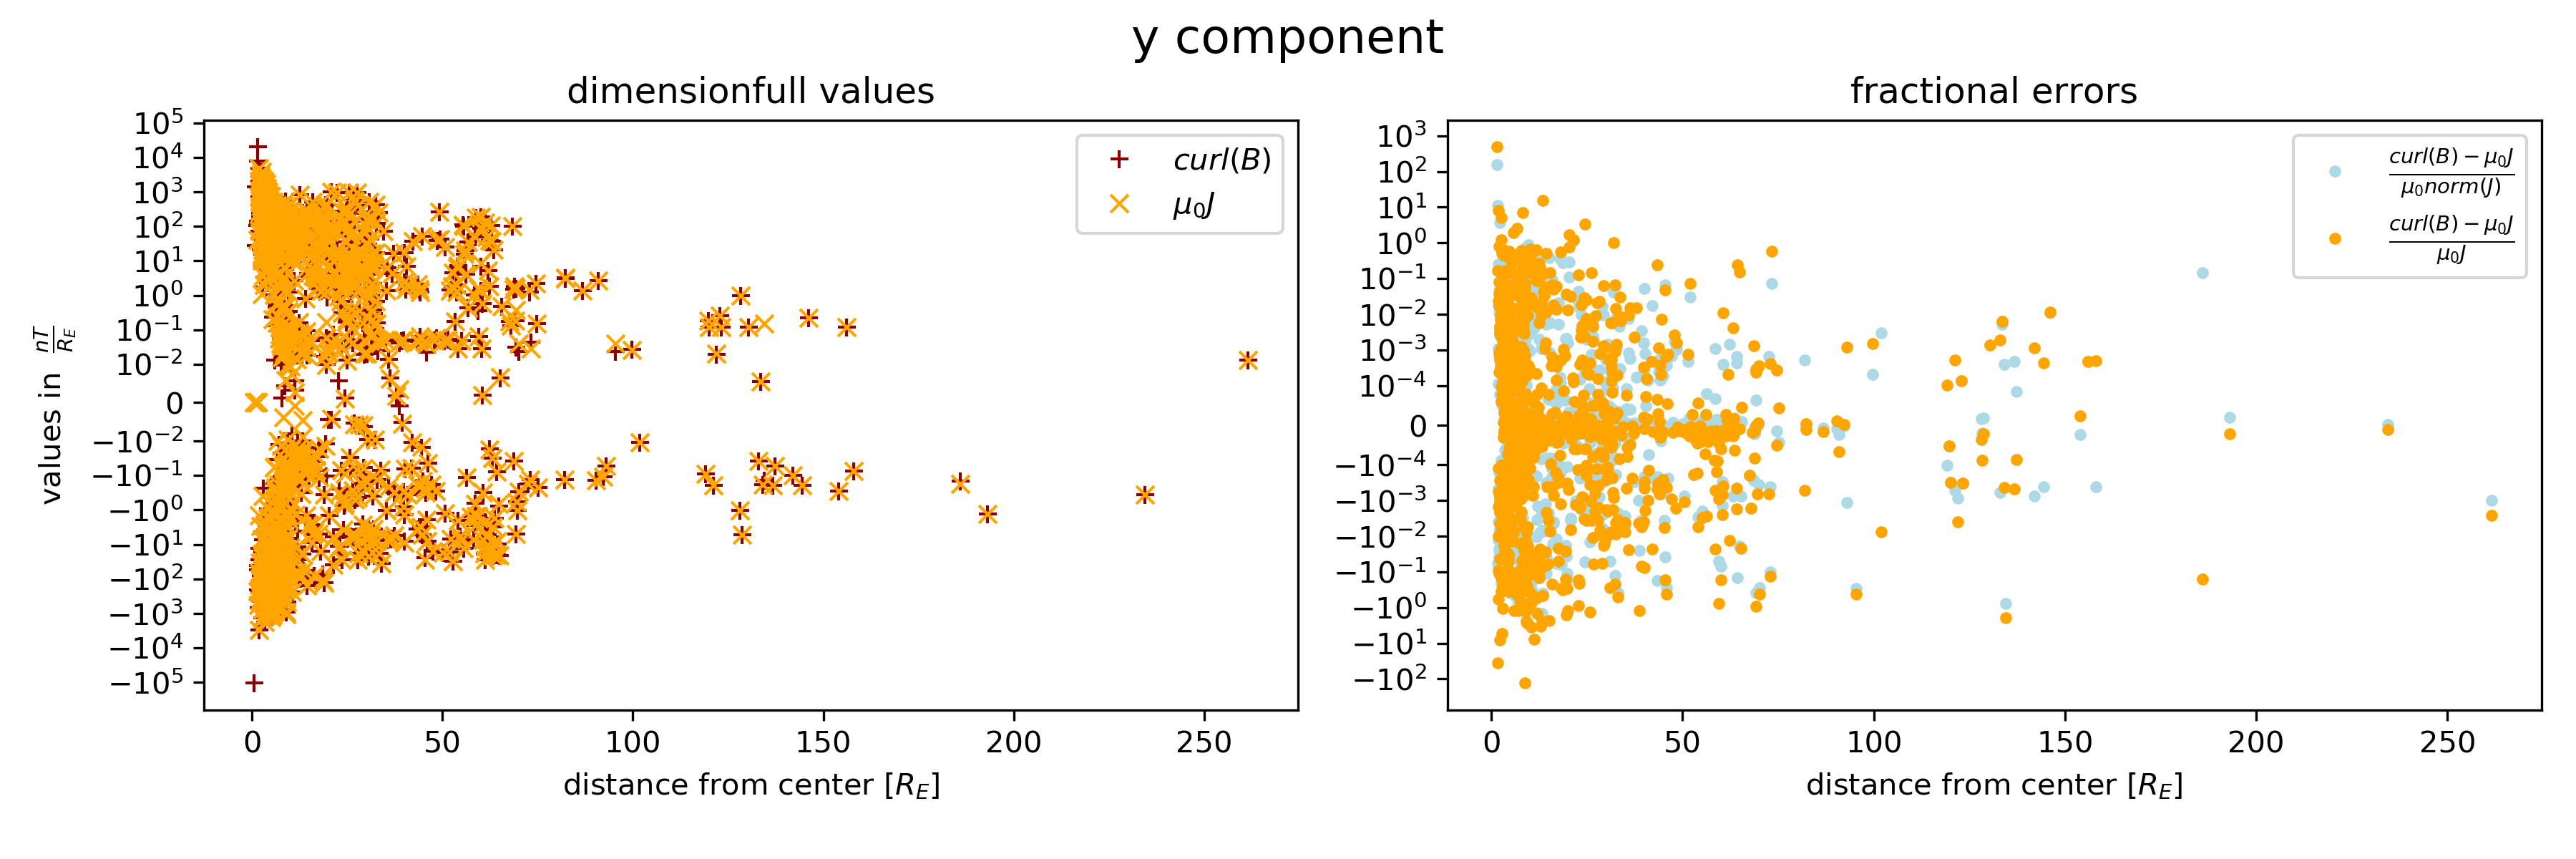 y component
dimensionfull values
values in nT/R_E
10^5
10^4
10^3
10^2
10^1
10^0
10^−1
10^−2
0
−10^−2
−10^−1
−10^0
−10^1
−10^2
−10^3
−10^4
−10^5
curl(B)
μ_0J
0 50 100 150 200 250
distance from center [R_E]
fractional errors
10^3
10^2
10^1
10^0
10^−1
10^−2
10^−3
10^−4
0
−10^−4
−10^−3
−10^−2
−10^−1
−10^0
−10^1
−10^2
curl(B) − μ_0J
μ_0norm(J)
curl(B) − μ_0J
μ_0J
0 50 100 150 200 250
distance from center [R_E]